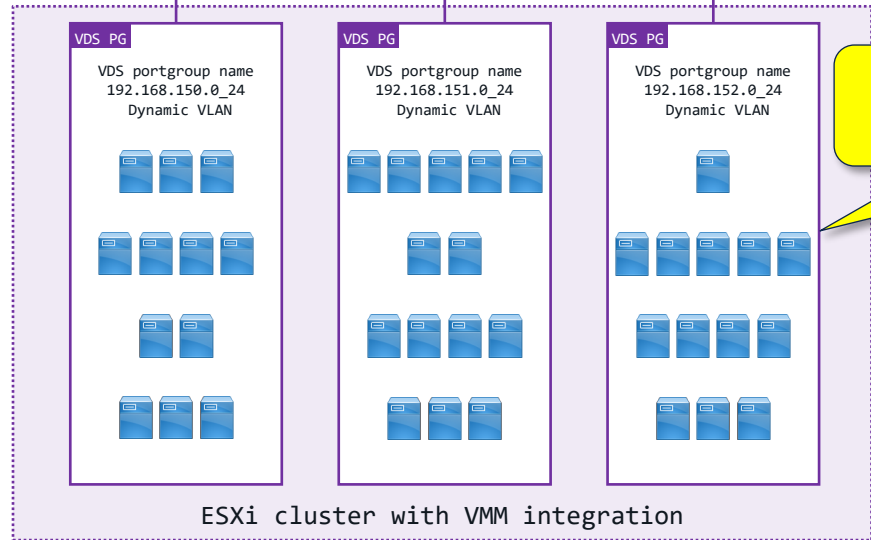 VDS PG
VDS portgroup name
192.168.150.0_24
Dynamic VLAN
VDS PG
VDS portgroup name
192.168.151.0_24
Dynamic VLAN
VDS PG
VDS portgroup name
192.168.152.0_24
Dynamic VLAN
ESXi cluster with VMM integration